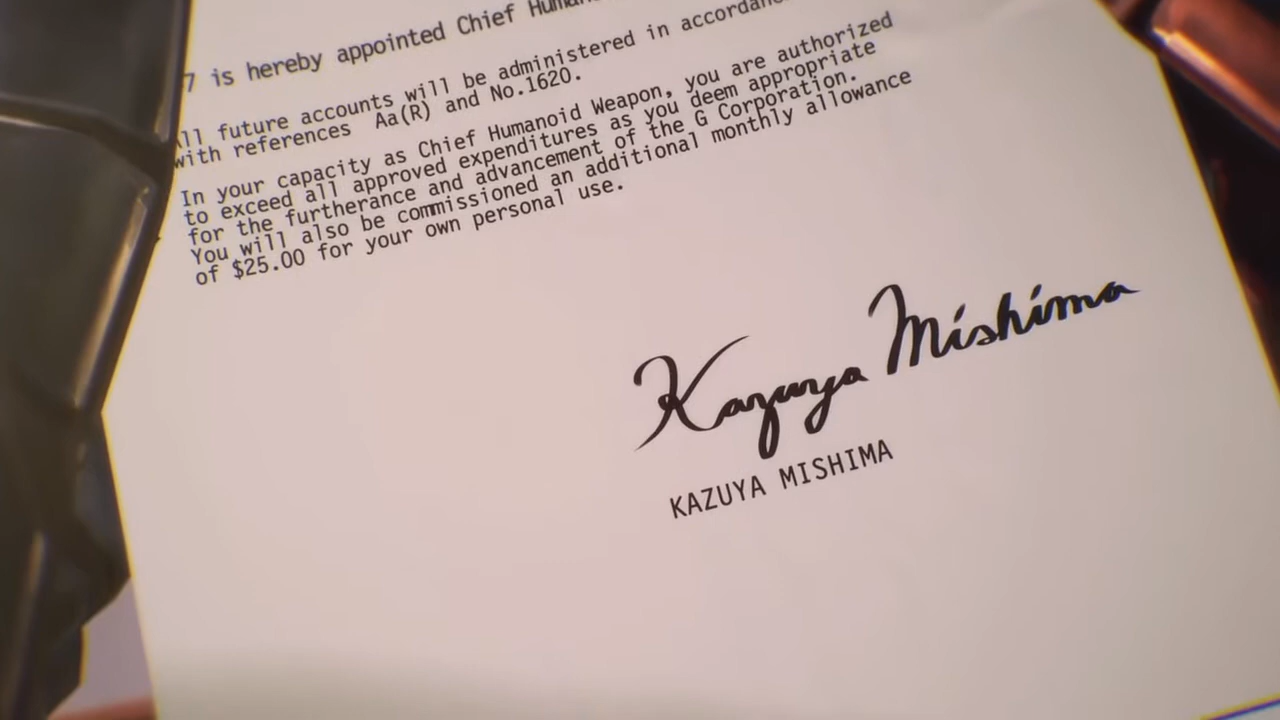 7 is hereby appointed Chief
All future accounts will be administered in
with references Aa(R) and No.1620.
In your capacity as Chief Humanoid Weapon, you are authorized
to exceed all approved expenditures as you deem appropriate
for the furtherance and advancement of the G Corporation.
You will also be commissioned an additional monthly allowance
of $25.00 for your own personal use.
Kazuya Mishima
KAZUYA MISHIMA